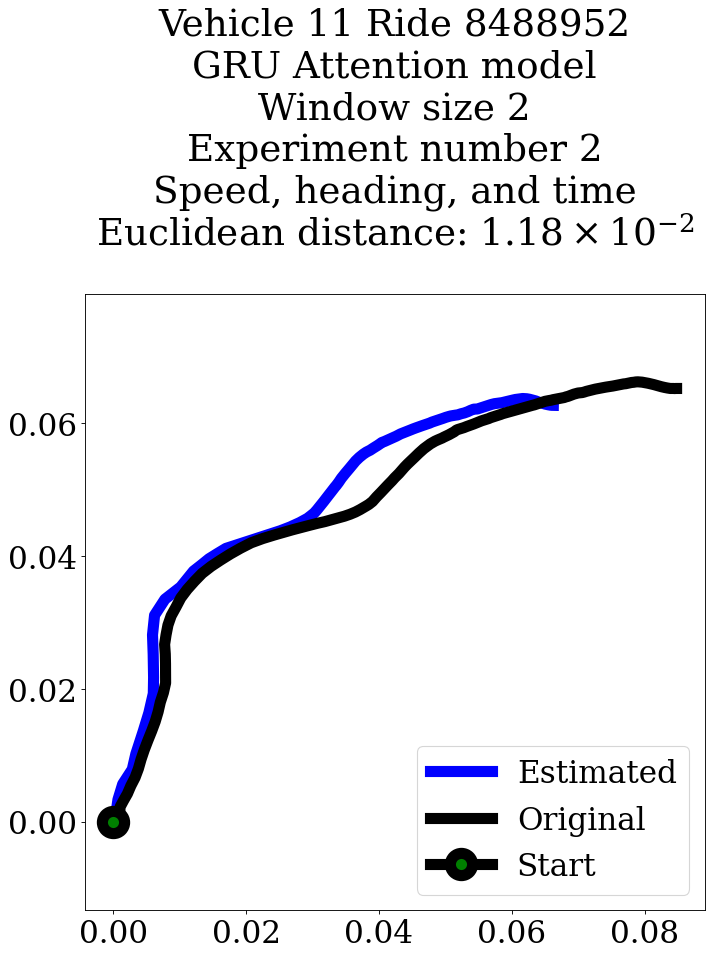 Vehicle 11 Ride 8488952
GRU Attention model
Window size 2
Experiment number 2
Speed, heading, and time
Euclidean distance: 1.18 × 10⁻²
0.06
0.04
0.02
0.00
Estimated
Original
Start
0.00 0.02 0.04 0.06 0.08